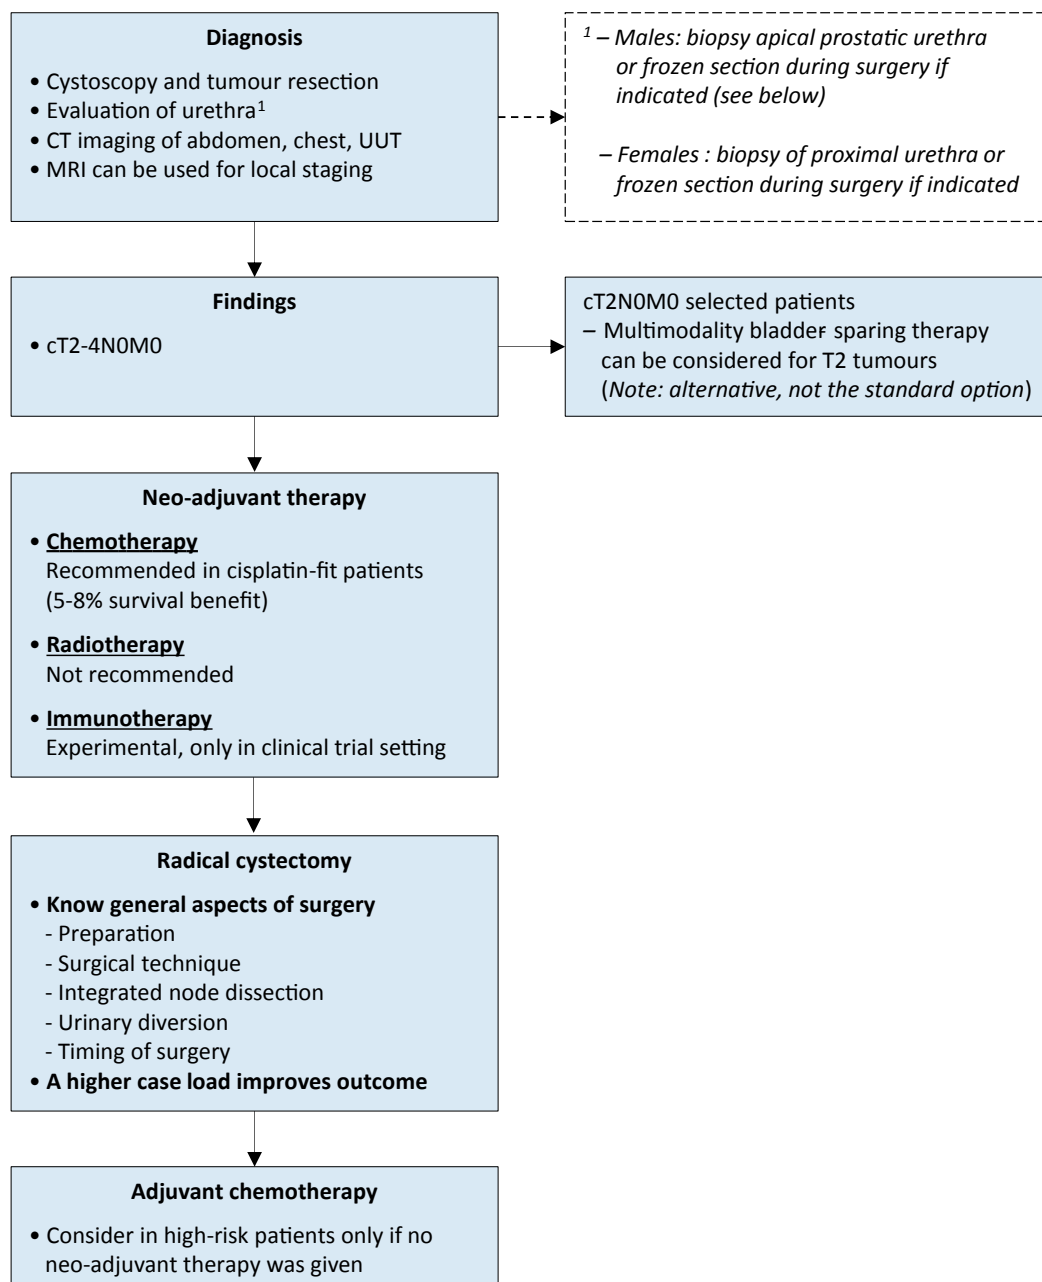 Diagnosis
• Cystoscopy and tumour resection
• Evaluation of urethra¹
• CT imaging of abdomen, chest, UUT
• MRI can be used for local staging
¹ – Males: biopsy apical prostatic urethra
or frozen section during surgery if
indicated (see below)
– Females : biopsy of proximal urethra or
frozen section during surgery if indicated
Findings
• cT2-4N0M0
cT2N0M0 selected patients
– Multimodality bladder sparing therapy
can be considered for T2 tumours
(Note: alternative, not the standard option)
Neo-adjuvant therapy
• Chemotherapy
Recommended in cisplatin-fit patients
(5-8% survival benefit)
• Radiotherapy
Not recommended
• Immunotherapy
Experimental, only in clinical trial setting
Radical cystectomy
• Know general aspects of surgery
- Preparation
- Surgical technique
- Integrated node dissection
- Urinary diversion
- Timing of surgery
• A higher case load improves outcome
Adjuvant chemotherapy
• Consider in high-risk patients only if no
neo-adjuvant therapy was given